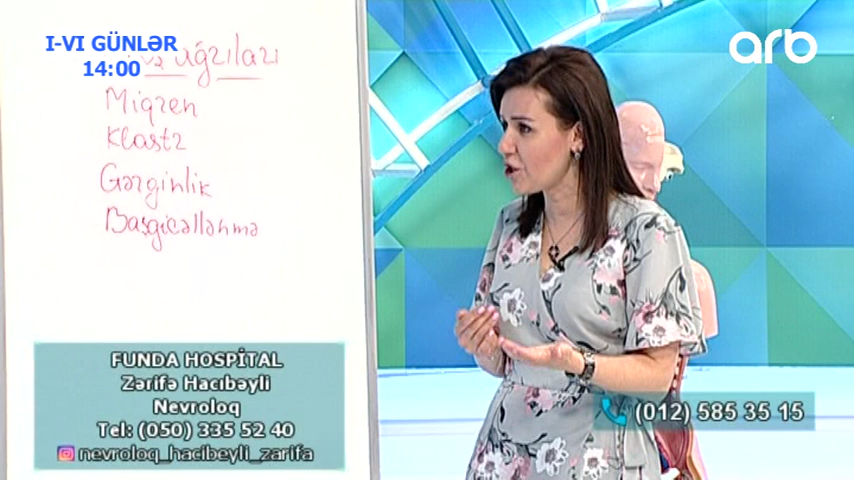 I-VI GÜNLƏR
14:00
ağrıları
Miqren
Klastr
Gərginlik
Başgicəllənmə
arb
FUNDA HOSPİTAL
Zərifə Hacıbəyli
Nevroloq
Tel: (050) 335 52 40
nevroloq_hacibeyli_zarifa
(012) 585 35 15